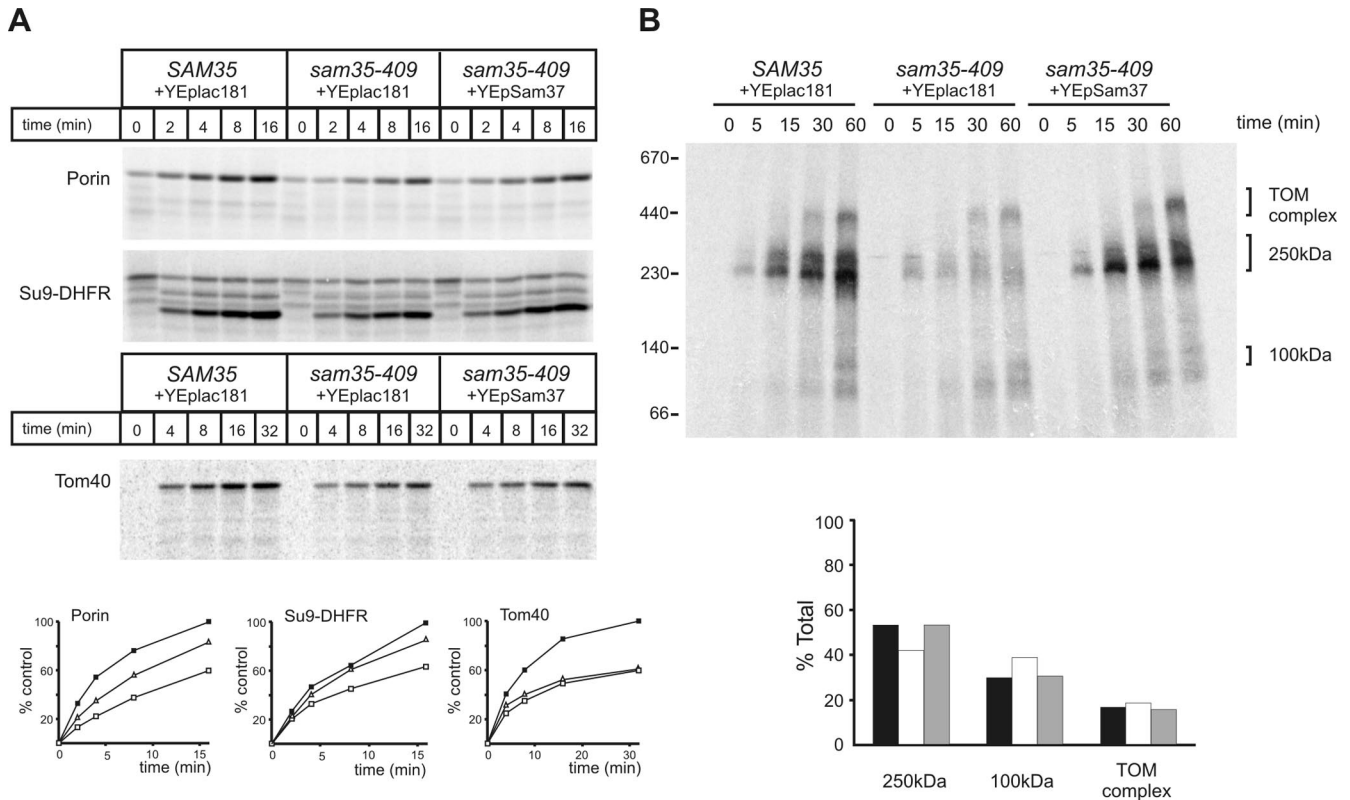 A
SAM35 sam35-409 sam35-409
+YEplac181 +YEplac181 +YEpSam37
time (min) 0 2 4 8 16 0 2 4 8 16 0 2 4 8 16
Porin
Su9-DHFR
SAM35 sam35-409 sam35-409
+YEplac181 +YEplac181 +YEpSam37
time (min) 0 4 8 16 32 0 4 8 16 32 0 4 8 16 32
Tom40
Porin
100
60
20
% control
0 5 10 15
time (min)
Su9-DHFR
100
60
20
% control
0 5 10 15
time (min)
Tom40
100
60
20
% control
0 10 20 30
time (min)
B
SAM35 sam35-409 sam35-409
+YEplac181 +YEplac181 +YEpSam37
0 5 15 30 60 0 5 15 30 60 0 5 15 30 60 time (min)
670
440
230
140
66
TOM
complex
250kDa
100kDa
100
80
60
40
20
0
% Total
250kDa 100kDa TOM
complex